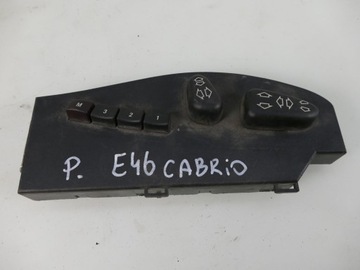 M 3 2 1
P. E46 CABRiO